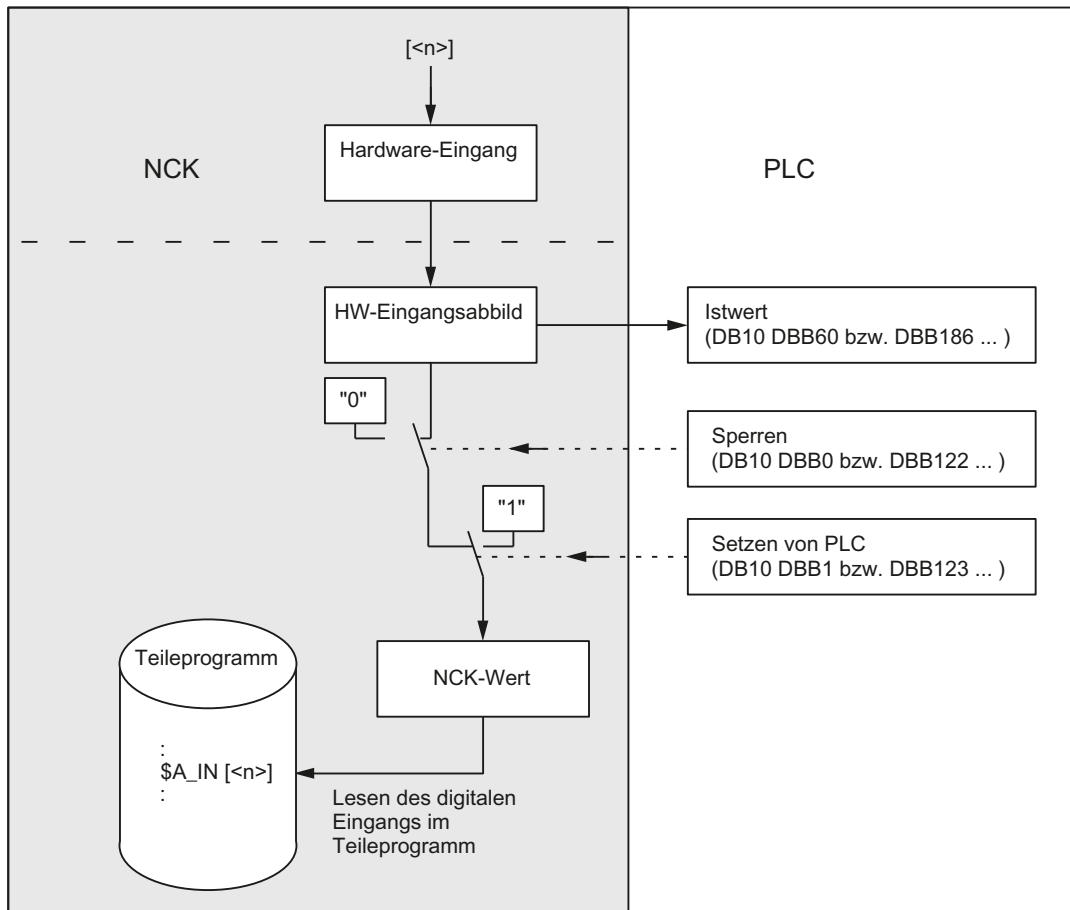 [<n>]
Hardware-Eingang
NCK
PLC
HW-Eingangsabbild
Istwert
(DB10 DBB60 bzw. DBB186 ... )
"0"
Sperren
(DB10 DBB0 bzw. DBB122 ... )
"1"
Setzen von PLC
(DB10 DBB1 bzw. DBB123 ... )
Teileprogramm
NCK-Wert
:
$A_IN [<n>]
:
Lesen des digitalen
Eingangs im
Teileprogramm